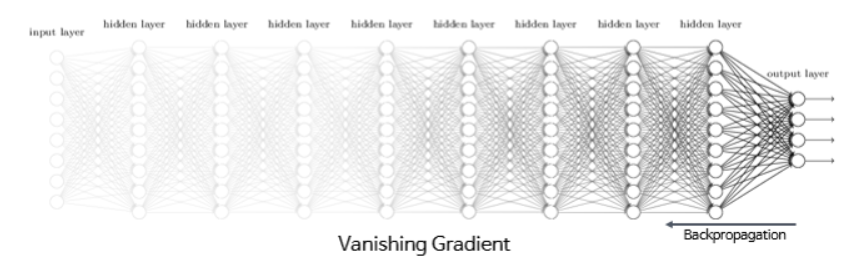 input layer
hidden layer
hidden layer
hidden layer
hidden layer
hidden layer
hidden layer
hidden layer
hidden layer
output layer
Backpropagation
Vanishing Gradient